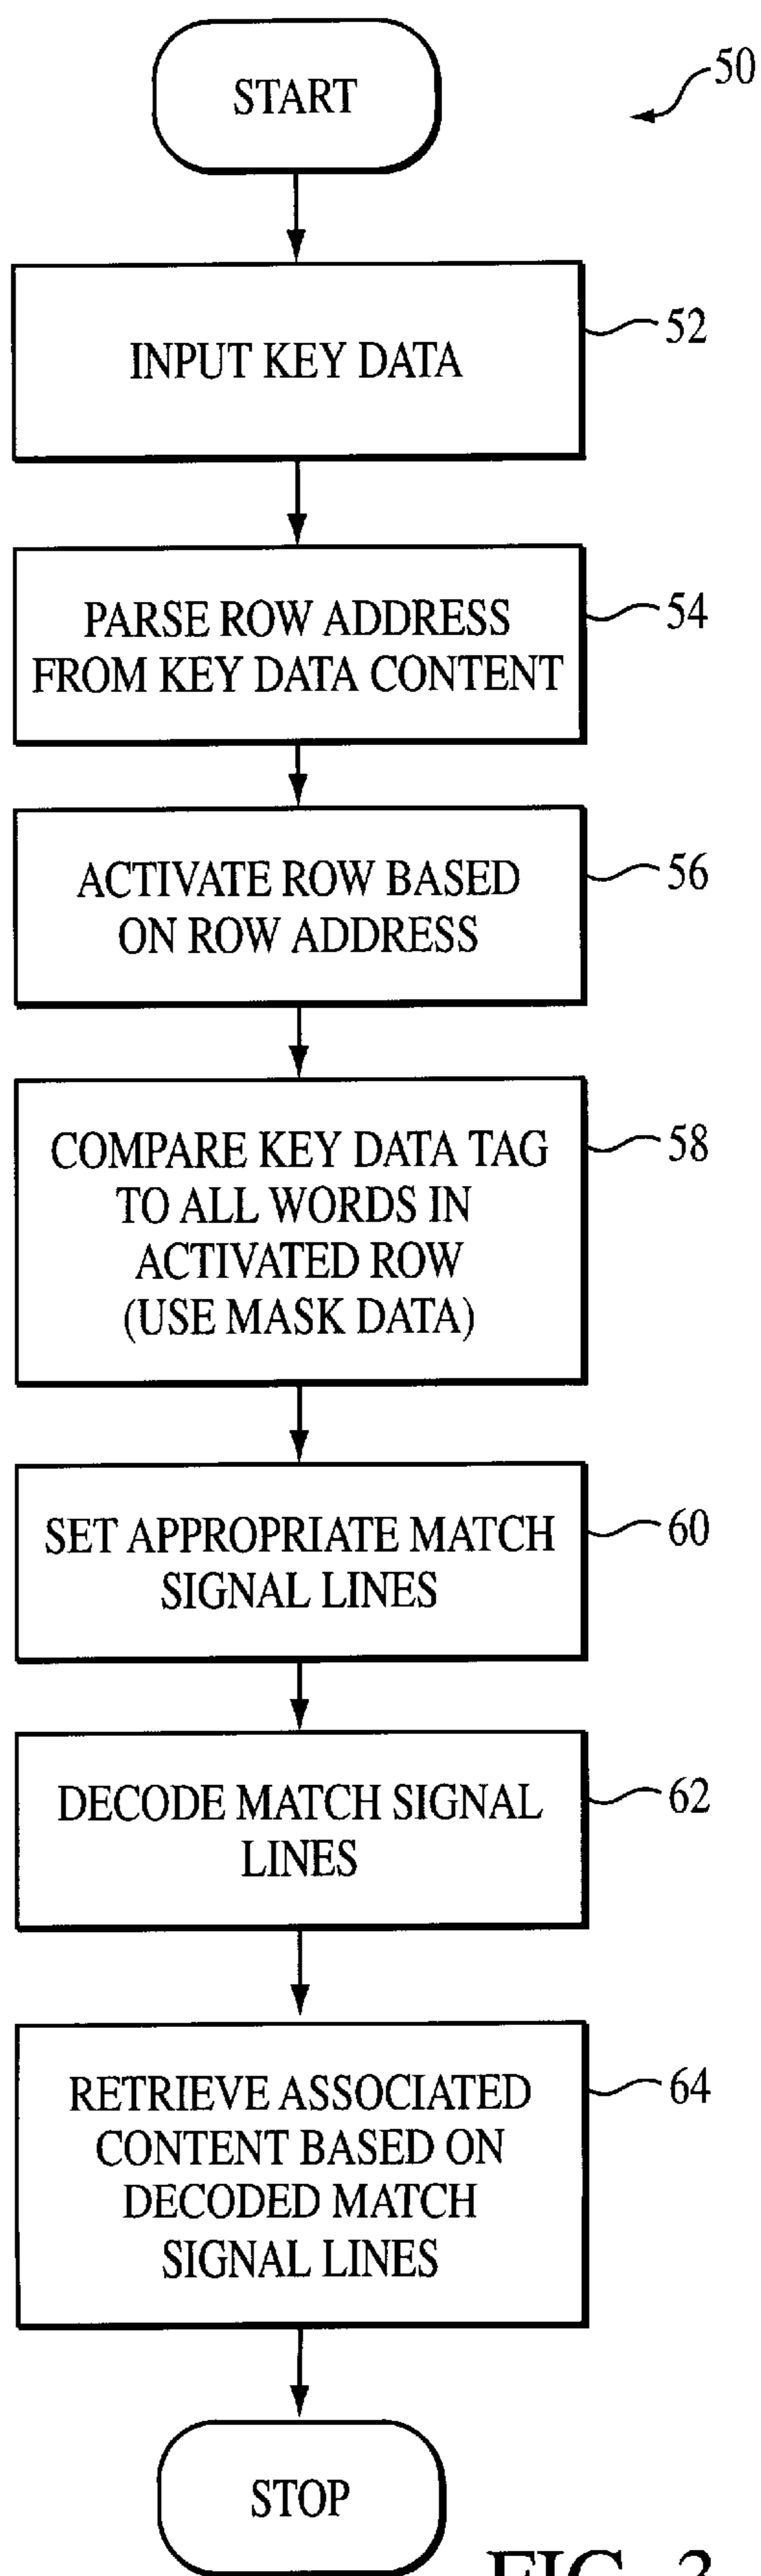 START
50
INPUT KEY DATA
52
PARSE ROW ADDRESS
FROM KEY DATA CONTENT
54
ACTIVATE ROW BASED
ON ROW ADDRESS
56
COMPARE KEY DATA TAG
TO ALL WORDS IN
ACTIVATED ROW
(USE MASK DATA)
58
SET APPROPRIATE MATCH
SIGNAL LINES
60
DECODE MATCH SIGNAL
LINES
62
RETRIEVE ASSOCIATED
CONTENT BASED ON
DECODED MATCH
SIGNAL LINES
64
STOP
FIG.